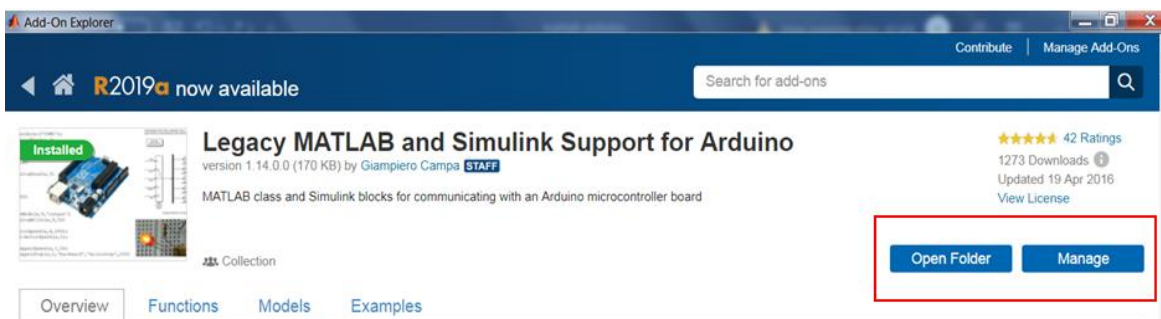 Add-On Explorer
Contribute | Manage Add-Ons
R2019a now available
Search for add-ons
Installed
Legacy MATLAB and Simulink Support for Arduino
version 1.14.0.0 (170 KB) by Giampiero Campa STAFF
MATLAB class and Simulink blocks for communicating with an Arduino microcontroller board
Collection
42 Ratings
1273 Downloads
Updated 19 Apr 2016
View License
Open Folder
Manage
Overview Functions Models Examples